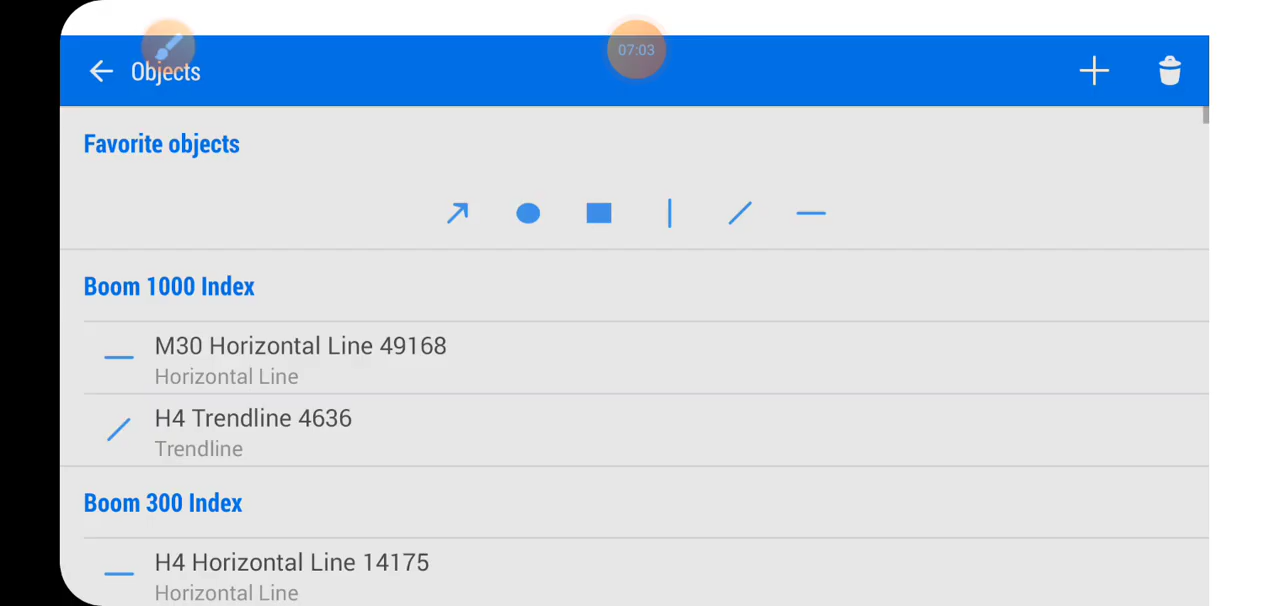 07:03
Objects
Favorite objects
Boom 1000 Index
M30 Horizontal Line 49168
Horizontal Line
H4 Trendline 4636
Trendline
Boom 300 Index
H4 Horizontal Line 14175
Horizontal Line